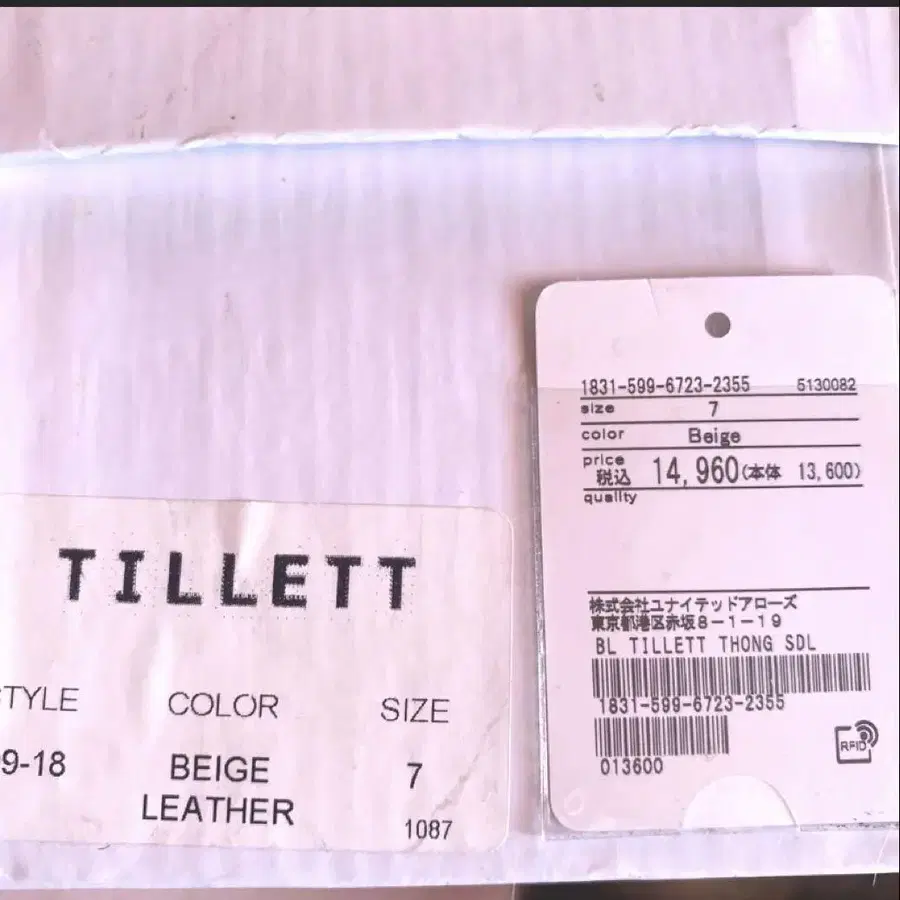 TILLETT
STYLE COLOR SIZE
9-18 BEIGE 7
LEATHER
1087
1831-599-6723-2355 5130082
size 7
color Beige
price
税込 14,960(本体 13,600)
quality
株式会社ユナイテッドアローズ
東京都港区赤坂8-1-19
BL TILLETT THONG SDL
1831-599-6723-2355
RFID
013600